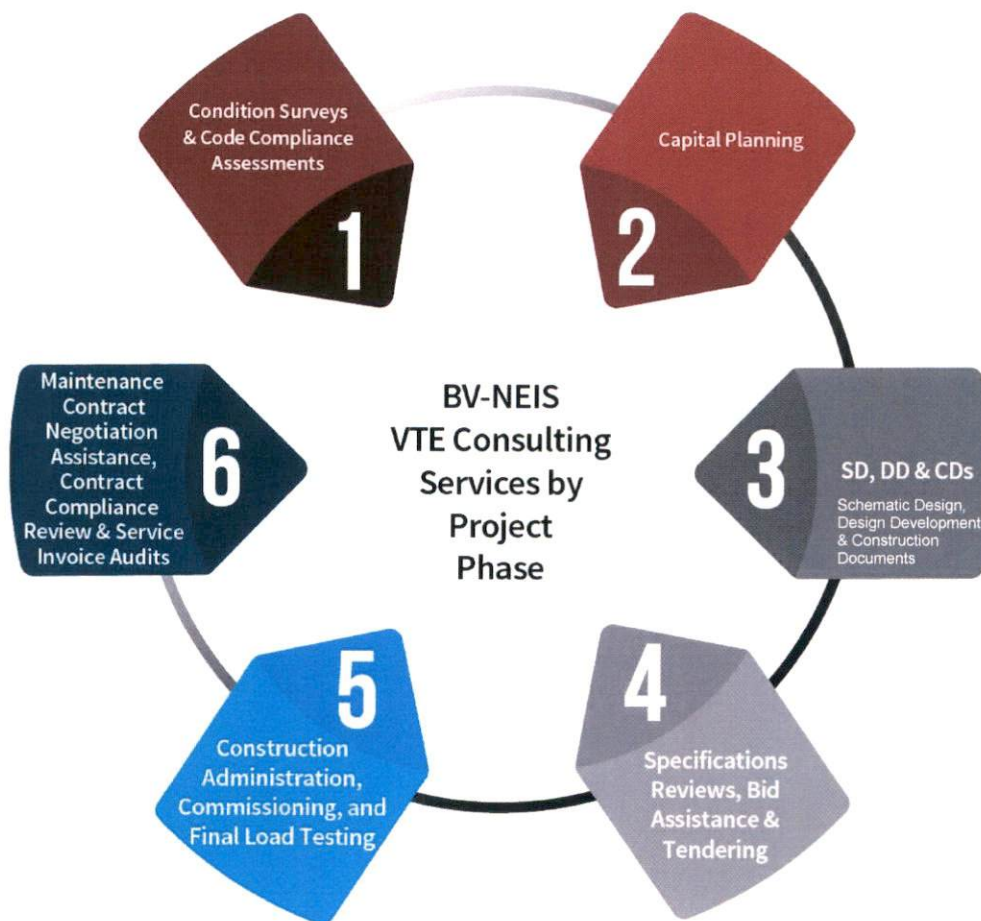 Condition Surveys
& Code Compliance
Assessments
1
Capital Planning
2
BV-NEIS
VTE Consulting
Services by
Project
Phase
3
SD, DD & CDs
Schematic Design,
Design Development
& Construction
Documents
4
Specifications
Reviews, Bid
Assistance &
Tendering
5
Construction
Administration,
Commissioning, and
Final Load Testing
6
Maintenance
Contract
Negotiation
Assistance,
Contract
Compliance
Review & Service
Invoice Audits